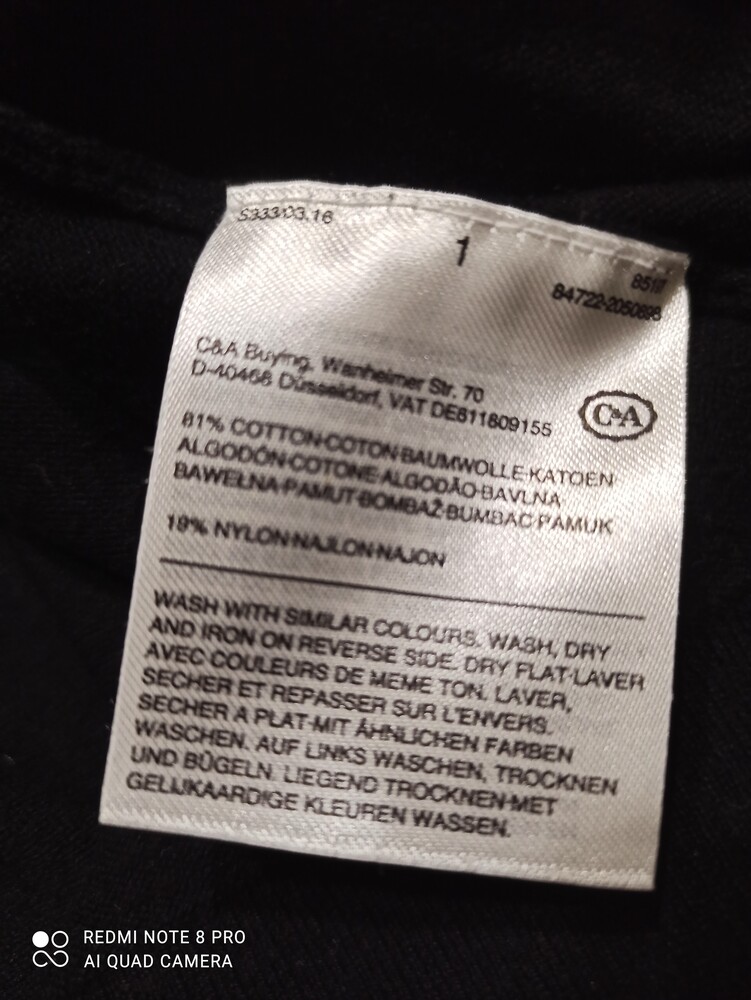 S333:03.16
1
84722-2050898
C&A Buying, Wanheimer Str. 70
D-40468 Düsseldorf, VAT DE811809155
C&A
81% COTTON·COTON·BAUMWOLLE·KATOEN·
ALGODÓN·COTONE·ALGODÃO·BAVLNA·
BAWEŁNA·PAMUT·BOMBAŽ·BUMBAC·PAMUK
19% NYLON·NAJLON·NAJON
WASH WITH SIMILAR COLOURS. WASH, DRY
AND IRON ON REVERSE SIDE. DRY FLAT·LAVER
AVEC COULEURS DE MEME TON. LAVER,
SECHER ET REPASSER SUR L'ENVERS.
SECHER A PLAT·MIT ÄHNLICHEN FARBEN
WASCHEN. AUF LINKS WASCHEN, TROCKNEN
UND BÜGELN. LIEGEND TROCKNEN·MET
GELIJKAARDIGE KLEUREN WASSEN.
REDMI NOTE 8 PRO
AI QUAD CAMERA